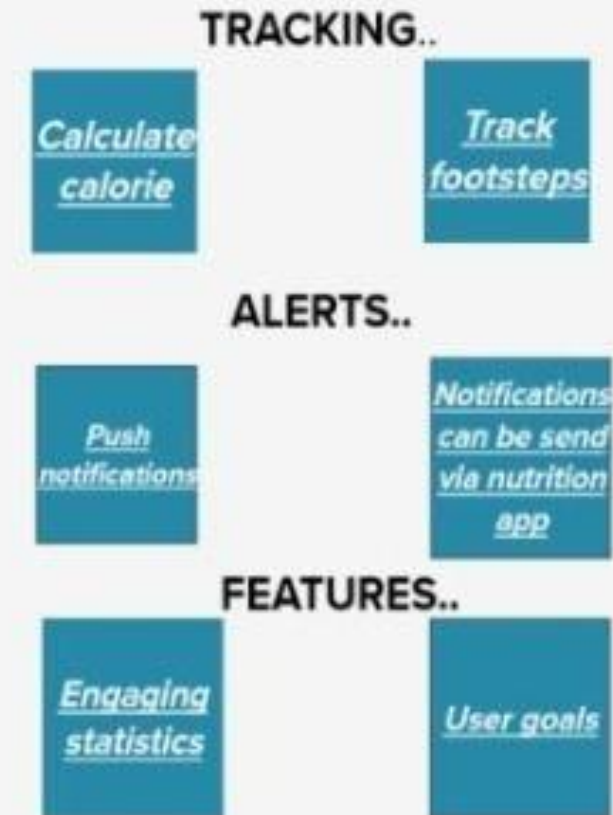 TRACKING..
Calculate
calorie
Track
footsteps
ALERTS..
Push
notifications
Notifications
can be send
via nutrition
app
FEATURES..
Engaging
statistics
User goals